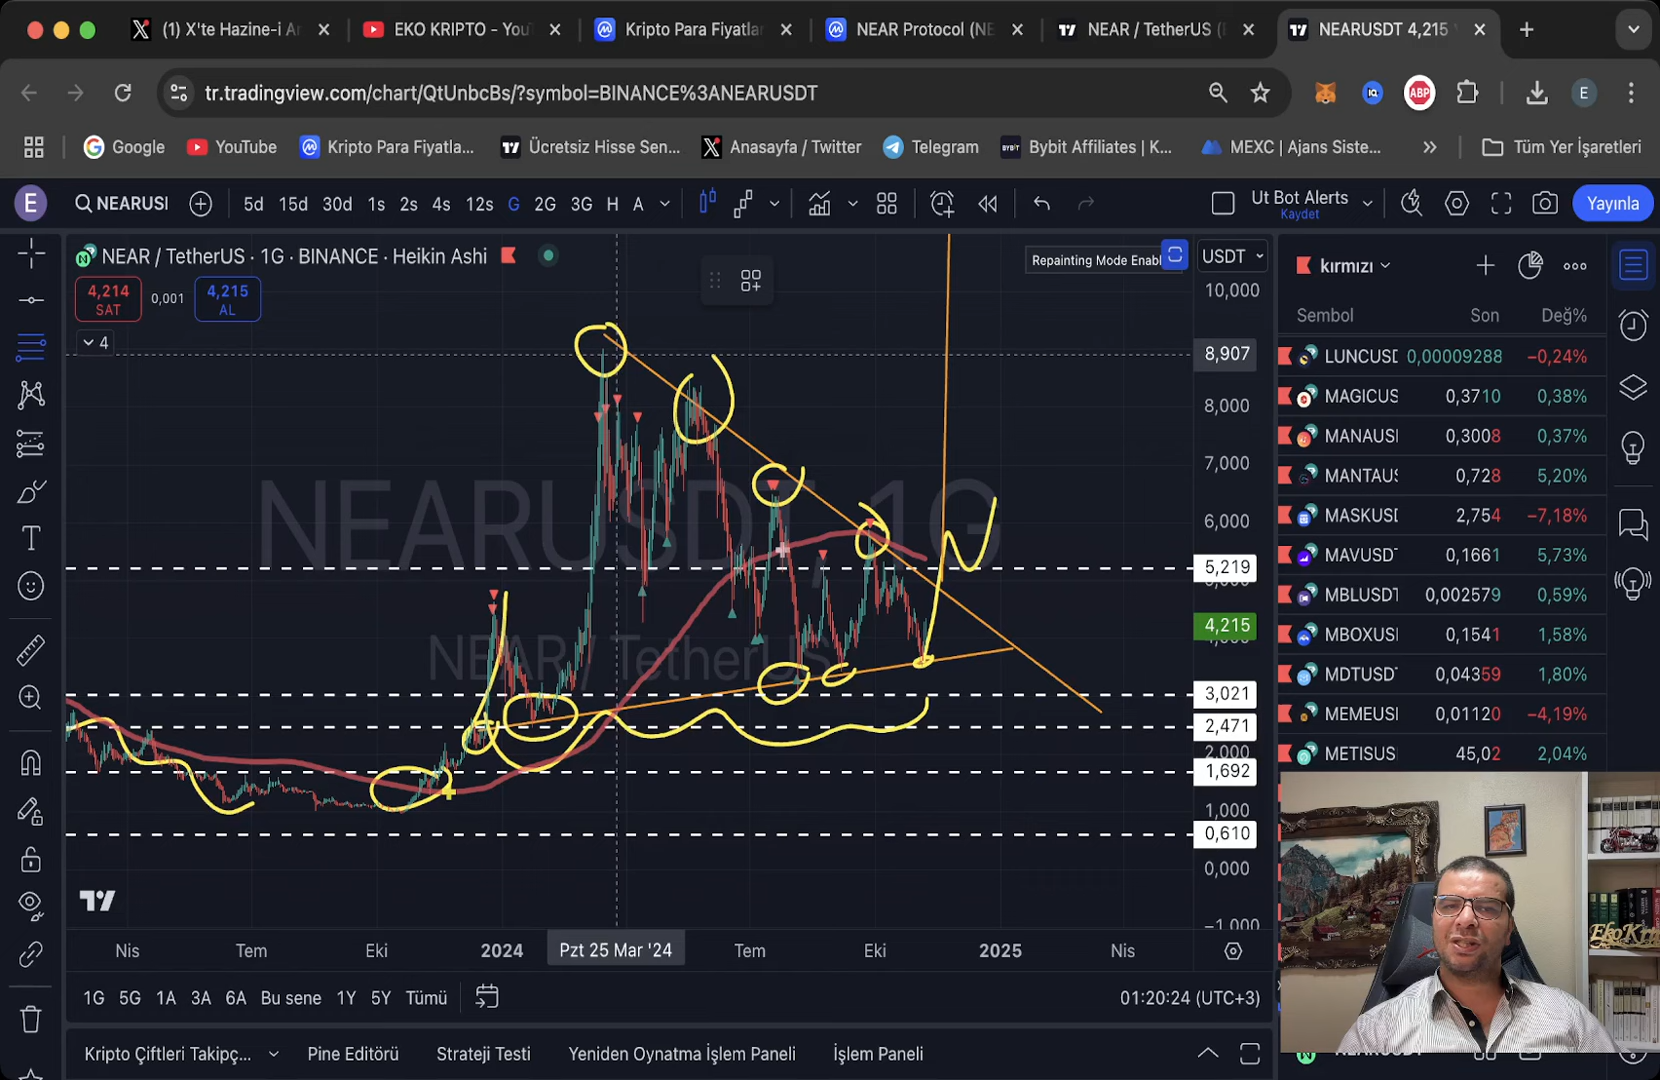 (1) X'te Hazine-i Ar
EKO KRIPTO - YouT
Kripto Para Fiyatlar
NEAR Protocol (NE
NEAR / TetherUS (
NEARUSDT 4,215
tr.tradingview.com/chart/QtUnbcBs/?symbol=BINANCE%3ANEARUSDT
ABP
E
Google
YouTube
Kripto Para Fiyatla...
Ücretsiz Hisse Sen...
Anasayfa / Twitter
Telegram
Bybit Affiliates | K...
MEXC | Ajans Siste...
»
Tüm Yer İşaretleri
E
NEARUSI
5d 15d 30d 1s 2s 4s 12s G 2G 3G H A
Ut Bot Alerts
Kaydet
Yayınla
NEAR / TetherUS · 1G · BINANCE · Heikin Ashi
4,214
SAT
0,001
4,215
AL
4
Repainting Mode Enabl
USDT
NEARUSDT, 1G
NEAR / TetherUS
10,000
8,907
8,000
7,000
6,000
5,219
4,215
3,021
2,471
2,000
1,692
1,000
0,610
0,000
-1,000
Nis Tem Eki 2024 Pzt 25 Mar '24 Tem Eki 2025 Nis
1G 5G 1A 3A 6A Bu sene 1Y 5Y Tümü
01:20:24 (UTC+3)
Kripto Çiftleri Takipç... Pine Editörü Strateji Testi Yeniden Oynatma İşlem Paneli İşlem Paneli
kırmızı
Sembol Son Değ%
LUNCUSD 0,00009288 −0,24%
MAGICUS 0,3710 0,38%
MANAUSI 0,3008 0,37%
MANTAUS 0,728 5,20%
MASKUSD 2,754 −7,18%
MAVUSDT 0,1661 5,73%
MBLUSDT 0,002579 0,59%
MBOXUSI 0,1541 1,58%
MDTUSDT 0,04359 1,80%
MEMEUSI 0,01120 −4,19%
METISUSI 45,02 2,04%